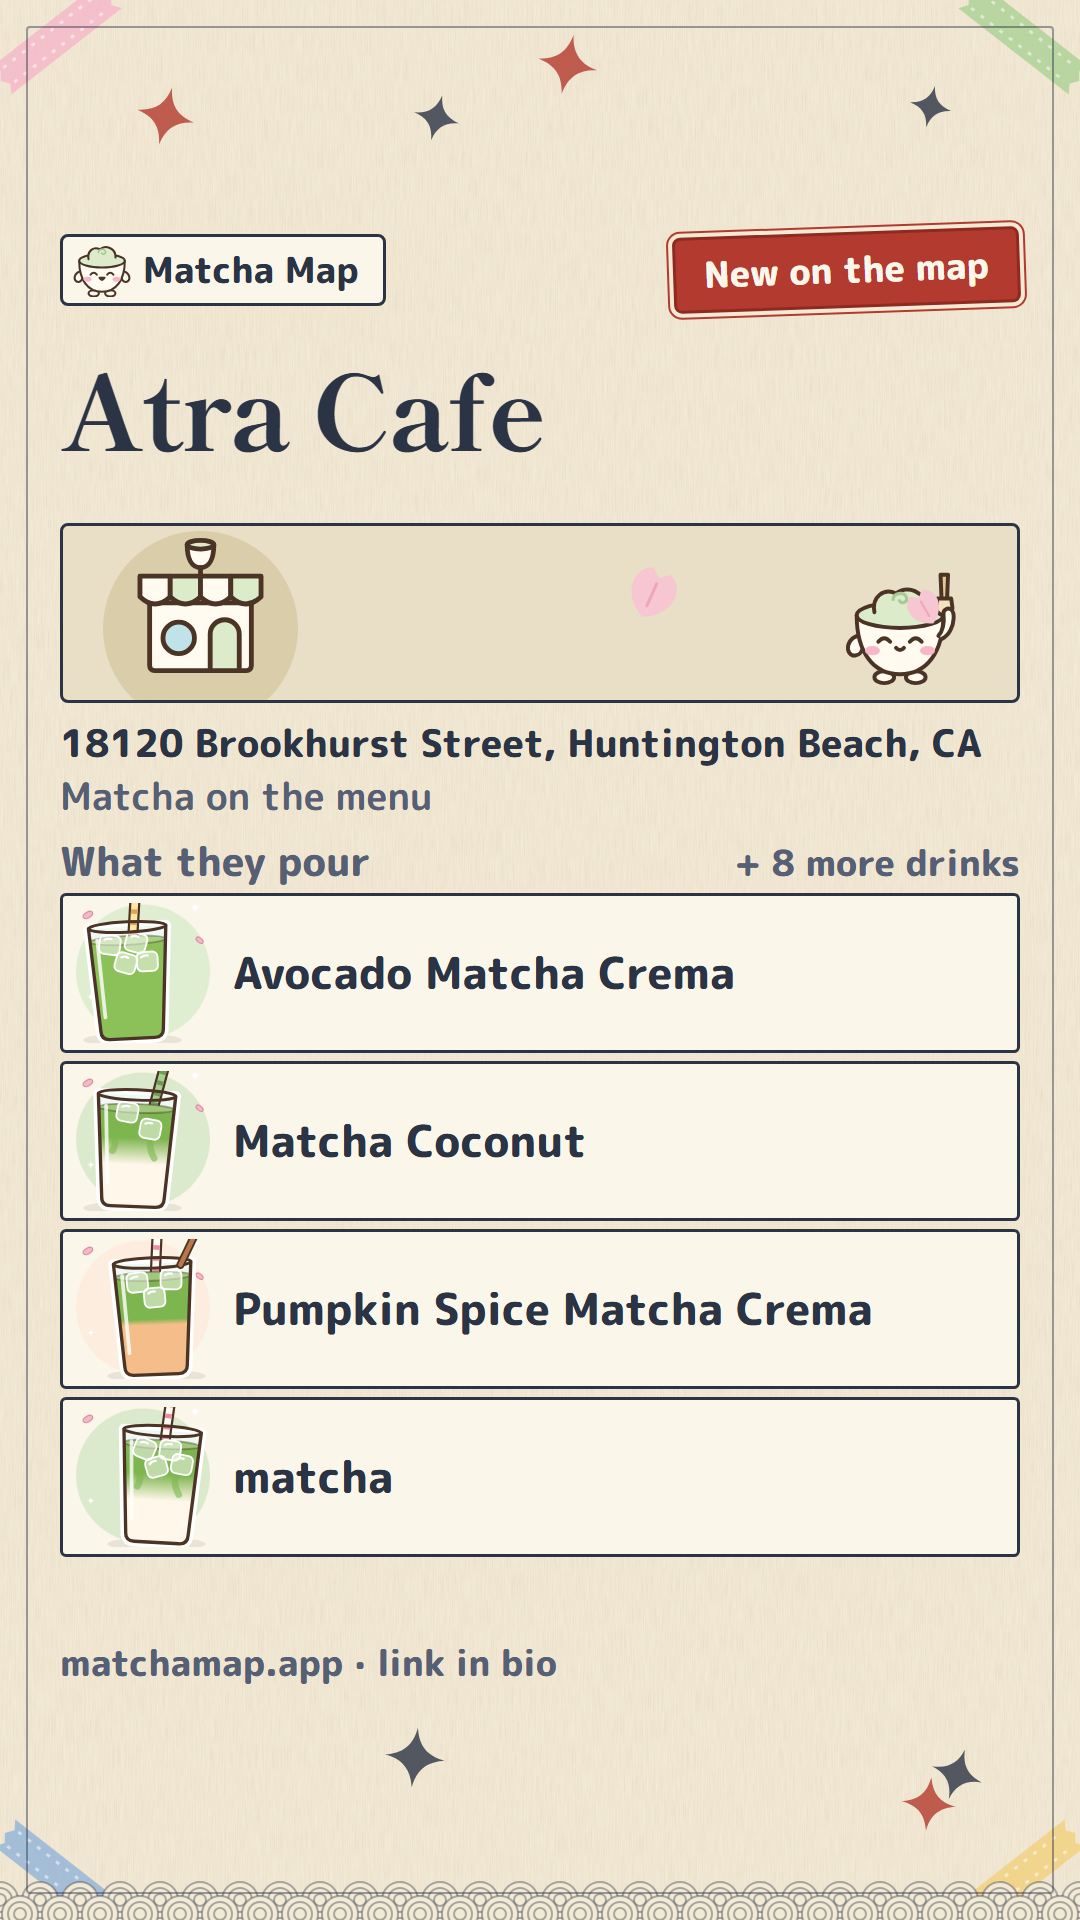 Matcha Map
New on the map
Atra Cafe
18120 Brookhurst Street, Huntington Beach, CA
Matcha on the menu
What they pour
+ 8 more drinks
Avocado Matcha Crema
Matcha Coconut
Pumpkin Spice Matcha Crema
matcha
matchamap.app · link in bio